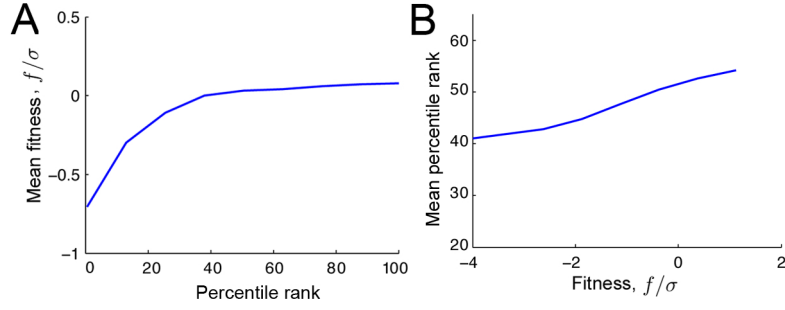 A
Mean fitness, f/σ
0.5
0
−0.5
−1
0 20 40 60 80 100
Percentile rank
B
Mean percentile rank
60
50
40
30
20
−4 −2 0 2
Fitness, f/σ